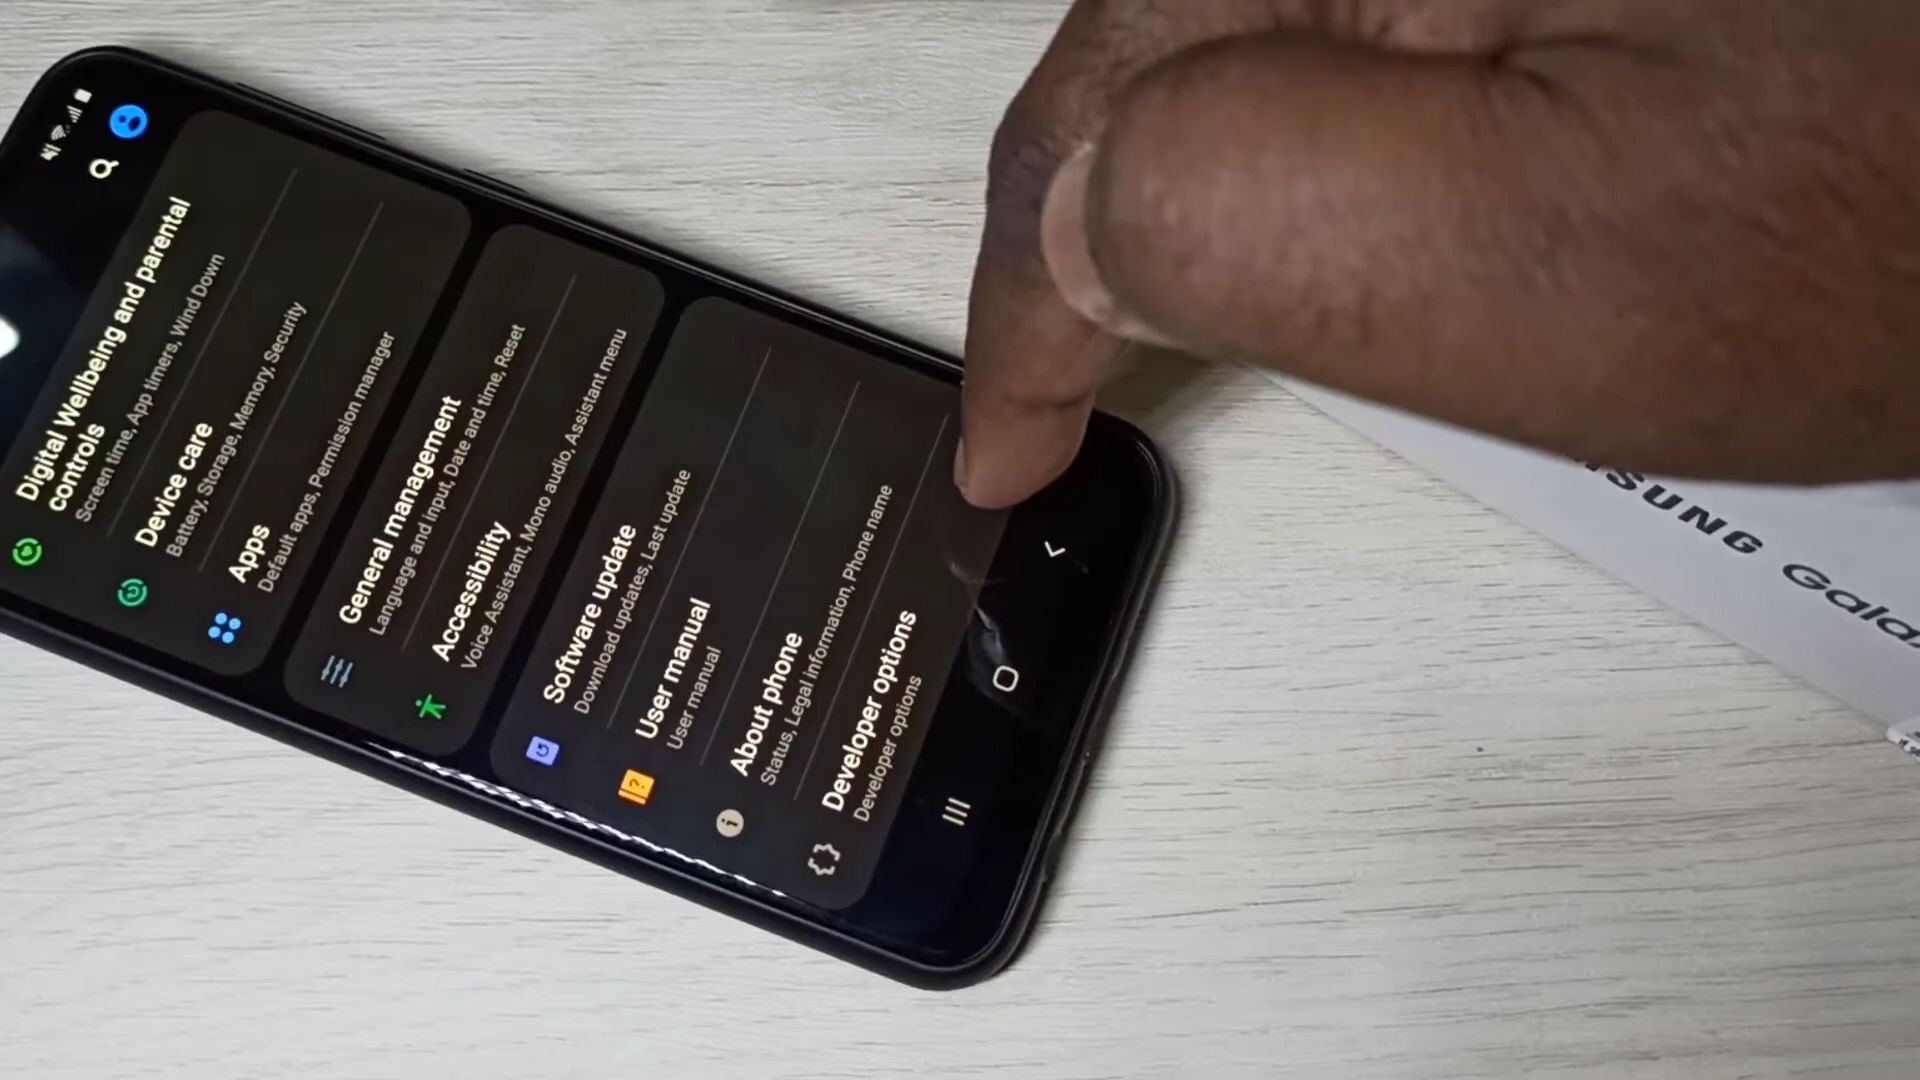 Digital Wellbeing and parental
controls
Screen time, App timers, Wind Down
Device care
Battery, Storage, Memory, Security
Apps
Default apps, Permission manager
General management
Language and input, Date and time, Reset
Accessibility
Voice Assistant, Mono audio, Assistant menu
Software update
Download updates, Last update
User manual
User manual
About phone
Status, Legal information, Phone name
Developer options
Developer options